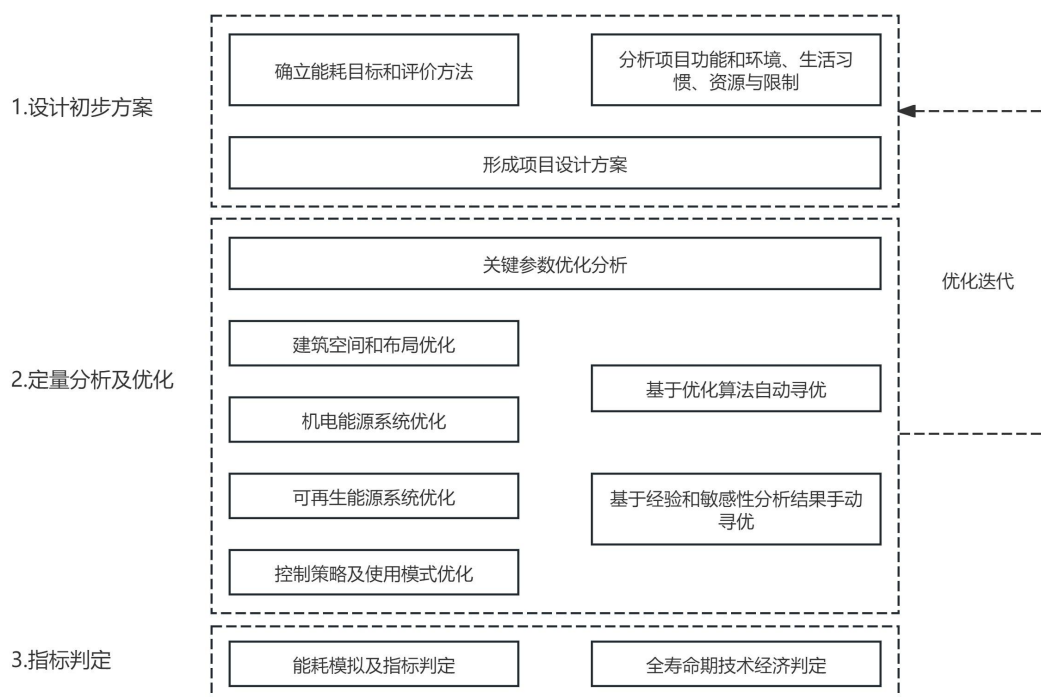 1.设计初步方案
确立能耗目标和评价方法
分析项目功能和环境、生活习
惯、资源与限制
形成项目设计方案
2.定量分析及优化
关键参数优化分析
建筑空间和布局优化
机电能源系统优化
可再生能源系统优化
控制策略及使用模式优化
基于优化算法自动寻优
基于经验和敏感性分析结果手动
寻优
优化迭代
3.指标判定
能耗模拟及指标判定
全寿命期技术经济判定